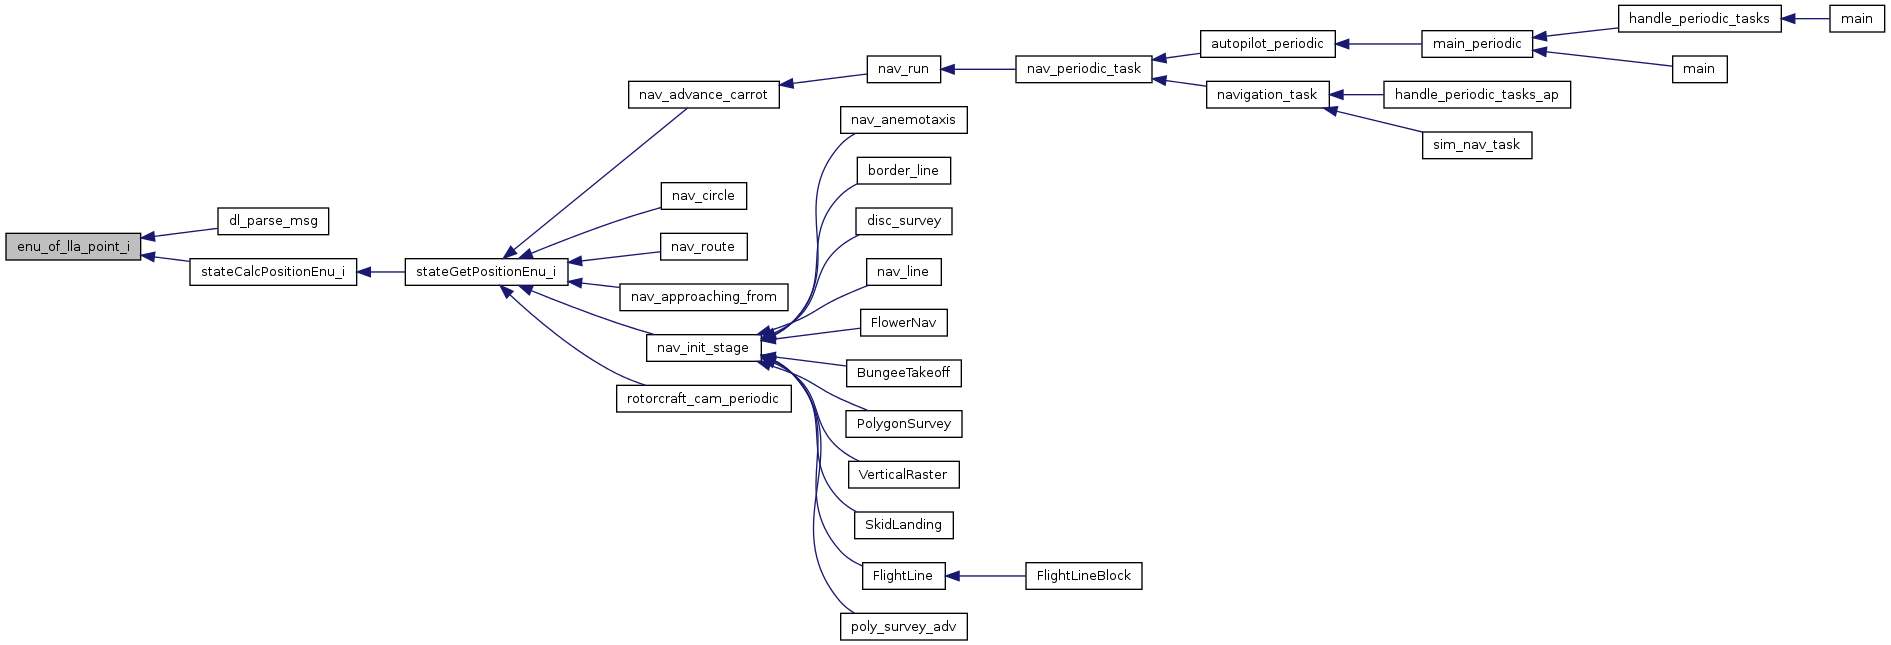 handle_periodic_tasks
main
autopilot_periodic
main_periodic
nav_run
nav_periodic_task
main
nav_advance_carrot
navigation_task
handle_periodic_tasks_ap
nav_anemotaxis
sim_nav_task
border_line
nav_circle
dl_parse_msg
disc_survey
enu_of_lla_point_i
nav_route
stateCalcPositionEnu_i
stateGetPositionEnu_i
nav_line
nav_approaching_from
FlowerNav
nav_init_stage
BungeeTakeoff
rotorcraft_cam_periodic
PolygonSurvey
VerticalRaster
SkidLanding
FlightLine
FlightLineBlock
poly_survey_adv